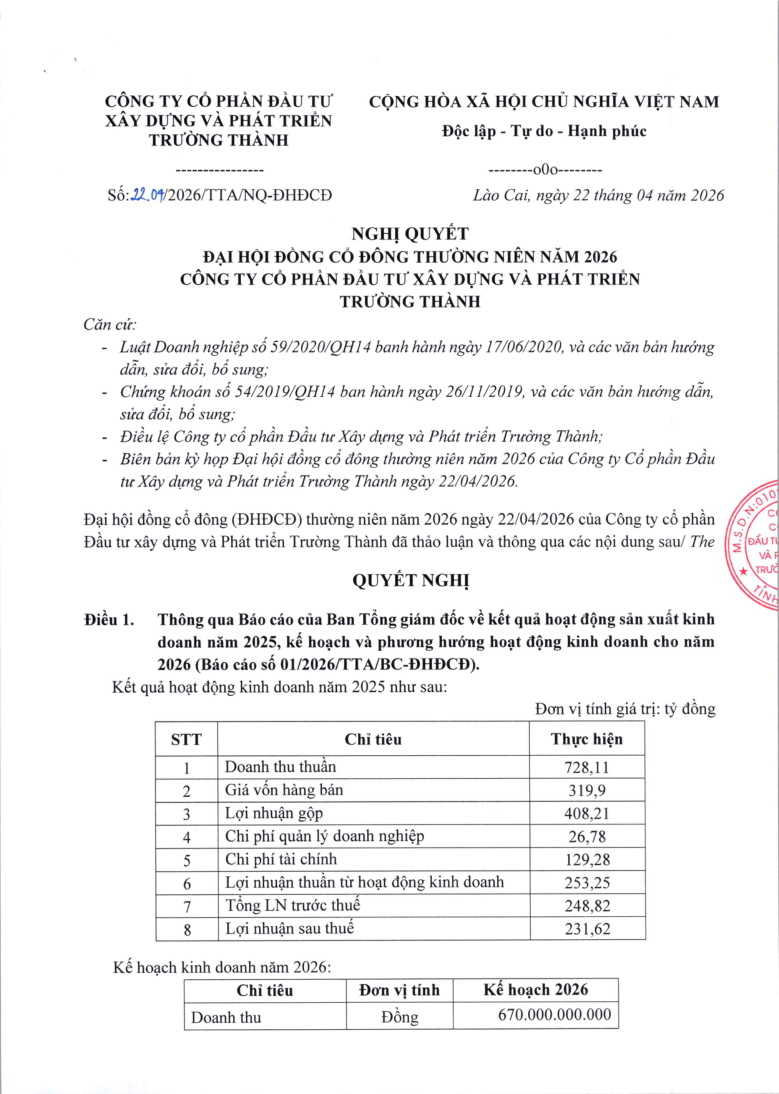 CÔNG TY CỔ PHẦN ĐẦU TƯ
XÂY DỰNG VÀ PHÁT TRIỂN
TRƯỜNG THÀNH
----------------
Số:22.04/2026/TTA/NQ-ĐHĐCĐ
CỘNG HÒA XÃ HỘI CHỦ NGHĨA VIỆT NAM
Độc lập - Tự do - Hạnh phúc
--------o0o--------
Lào Cai, ngày 22 tháng 04 năm 2026
NGHỊ QUYẾT
ĐẠI HỘI ĐỒNG CỔ ĐÔNG THƯỜNG NIÊN NĂM 2026
CÔNG TY CỔ PHẦN ĐẦU TƯ XÂY DỰNG VÀ PHÁT TRIỂN
TRƯỜNG THÀNH
Căn cứ:
- Luật Doanh nghiệp số 59/2020/QH14 banh hành ngày 17/06/2020, và các văn bản hướng
dẫn, sửa đổi, bổ sung;
- Chứng khoán số 54/2019/QH14 ban hành ngày 26/11/2019, và các văn bản hướng dẫn,
sửa đổi, bổ sung;
- Điều lệ Công ty cổ phần Đầu tư Xây dựng và Phát triển Trường Thành;
- Biên bản kỳ họp Đại hội đồng cổ đông thường niên năm 2026 của Công ty Cổ phần Đầu
tư Xây dựng và Phát triển Trường Thành ngày 22/04/2026.
Đại hội đồng cổ đông (ĐHĐCĐ) thường niên năm 2026 ngày 22/04/2026 của Công ty cổ phần
Đầu tư xây dựng và Phát triển Trường Thành đã thảo luận và thông qua các nội dung sau/ The
M.S.D.N:010
ĐẦU TƯ
TỈNH
QUYẾT NGHỊ
Điều 1. Thông qua Báo cáo của Ban Tổng giám đốc về kết quả hoạt động sản xuất kinh
doanh năm 2025, kế hoạch và phương hướng hoạt động kinh doanh cho năm
2026 (Báo cáo số 01/2026/TTA/BC-ĐHĐCĐ).
Kết quả hoạt động kinh doanh năm 2025 như sau:
Đơn vị tính giá trị: tỷ đồng
STT Chỉ tiêu Thực hiện
1 Doanh thu thuần 728,11
2 Giá vốn hàng bán 319,9
3 Lợi nhuận gộp 408,21
4 Chi phí quản lý doanh nghiệp 26,78
5 Chi phí tài chính 129,28
6 Lợi nhuận thuần từ hoạt động kinh doanh 253,25
7 Tổng LN trước thuế 248,82
8 Lợi nhuận sau thuế 231,62
Kế hoạch kinh doanh năm 2026:
Chỉ tiêu Đơn vị tính Kế hoạch 2026
Doanh thu Đồng 670.000.000.000